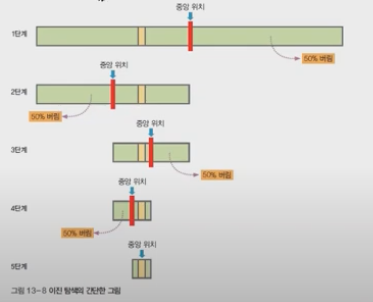 중앙 위치
1단계
50% 버림
중앙 위치
2단계
50% 버림
중앙 위치
3단계
50% 버림
중앙 위치
4단계
50% 버림
중앙 위치
5단계
그림 13-8 이진 탐색의 간단한 그림